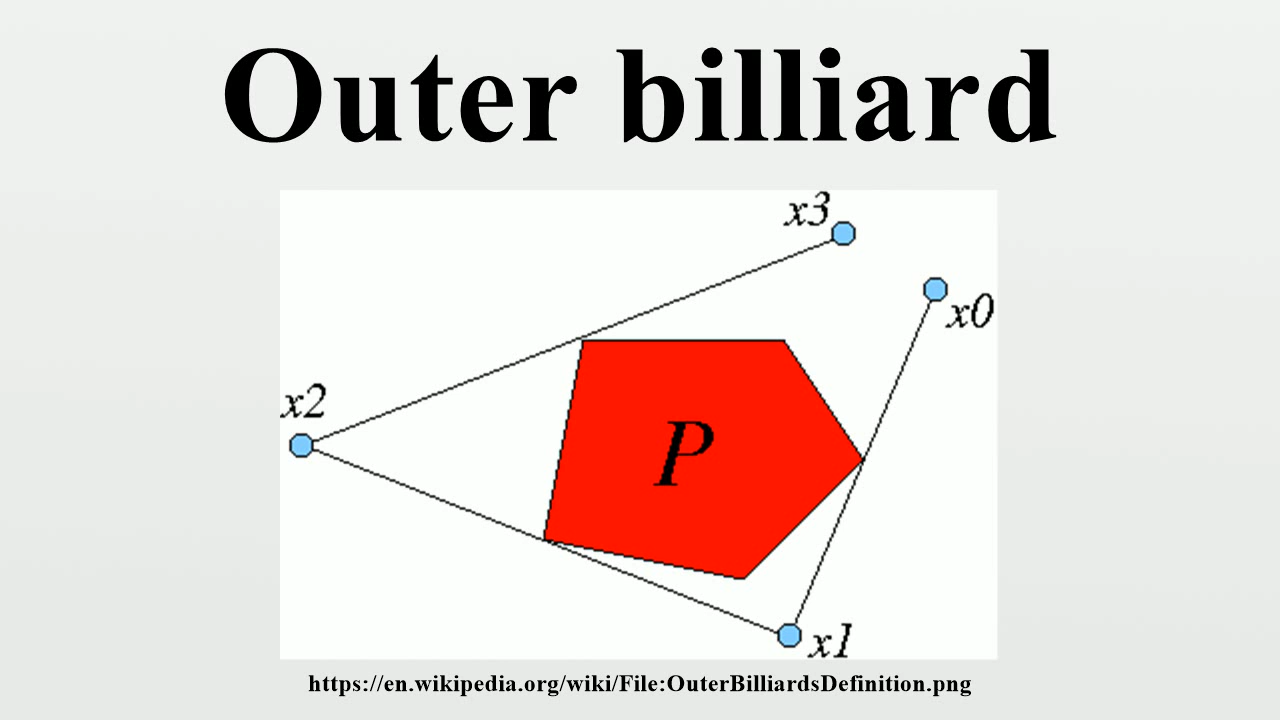 Outer billiard
x3
x0
x2
P
x1
https://en.wikipedia.org/wiki/File:OuterBilliardsDefinition.png